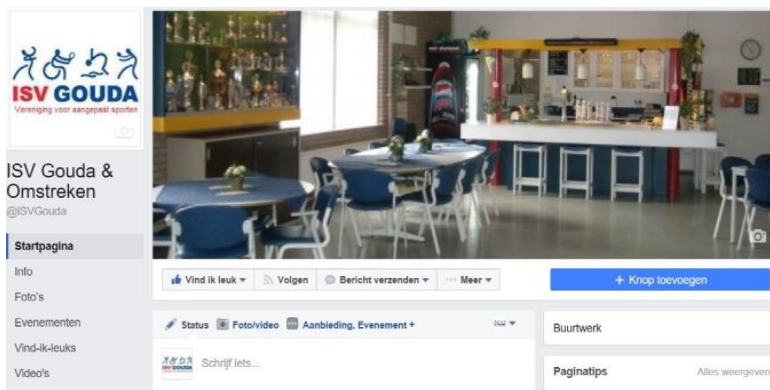 ISV GOUDA
Vereniging voor aangepast sporten
ISV Gouda &
Omstreken
@ISVGouda
Startpagina
Info
Foto's
Evenementen
Vind-ik-leuks
Video's
Vind ik leuk
Volgen
Bericht verzenden
Meer
+ Knop toevoegen
Status
Foto/video
Aanbieding, Evenement +
ISV GOUDA
Schrijf iets...
Buurtwerk
Paginatips
Alles weergeven